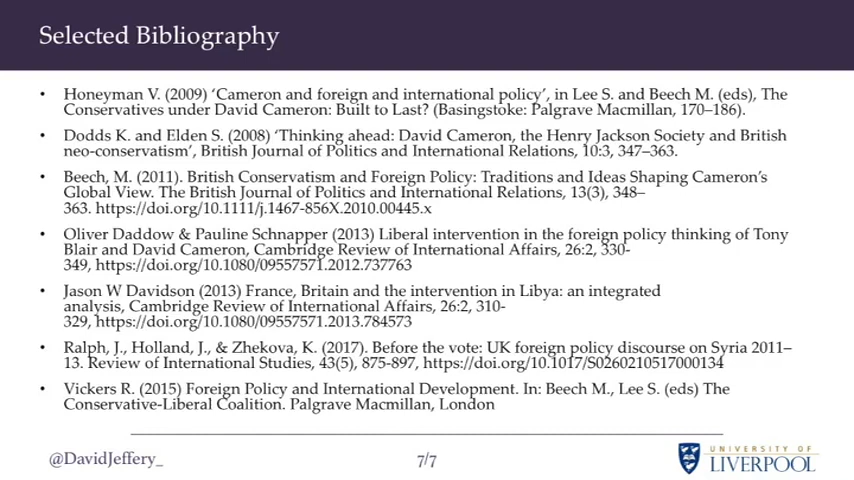 Selected Bibliography
• Honeyman V. (2009) ‘Cameron and foreign and international policy’, in Lee S. and Beech M. (eds), The
Conservatives under David Cameron: Built to Last? (Basingstoke: Palgrave Macmillan, 170–186).
• Dodds K. and Elden S. (2008) ‘Thinking ahead: David Cameron, the Henry Jackson Society and British
neo-conservatism’, British Journal of Politics and International Relations, 10:3, 347–363.
• Beech, M. (2011). British Conservatism and Foreign Policy: Traditions and Ideas Shaping Cameron’s
Global View. The British Journal of Politics and International Relations, 13(3), 348–
363. https://doi.org/10.1111/j.1467-856X.2010.00445.x
• Oliver Daddow & Pauline Schnapper (2013) Liberal intervention in the foreign policy thinking of Tony
Blair and David Cameron, Cambridge Review of International Affairs, 26:2, 330-
349, https://doi.org/10.1080/09557571.2012.737763
• Jason W Davidson (2013) France, Britain and the intervention in Libya: an integrated
analysis, Cambridge Review of International Affairs, 26:2, 310-
329, https://doi.org/10.1080/09557571.2013.784573
• Ralph, J., Holland, J., & Zhekova, K. (2017). Before the vote: UK foreign policy discourse on Syria 2011–
13. Review of International Studies, 43(5), 875-897, https://doi.org/10.1017/S0260210517000134
• Vickers R. (2015) Foreign Policy and International Development. In: Beech M., Lee S. (eds) The
Conservative-Liberal Coalition. Palgrave Macmillan, London
@DavidJeffery_
7/7
UNIVERSITY OF
LIVERPOOL